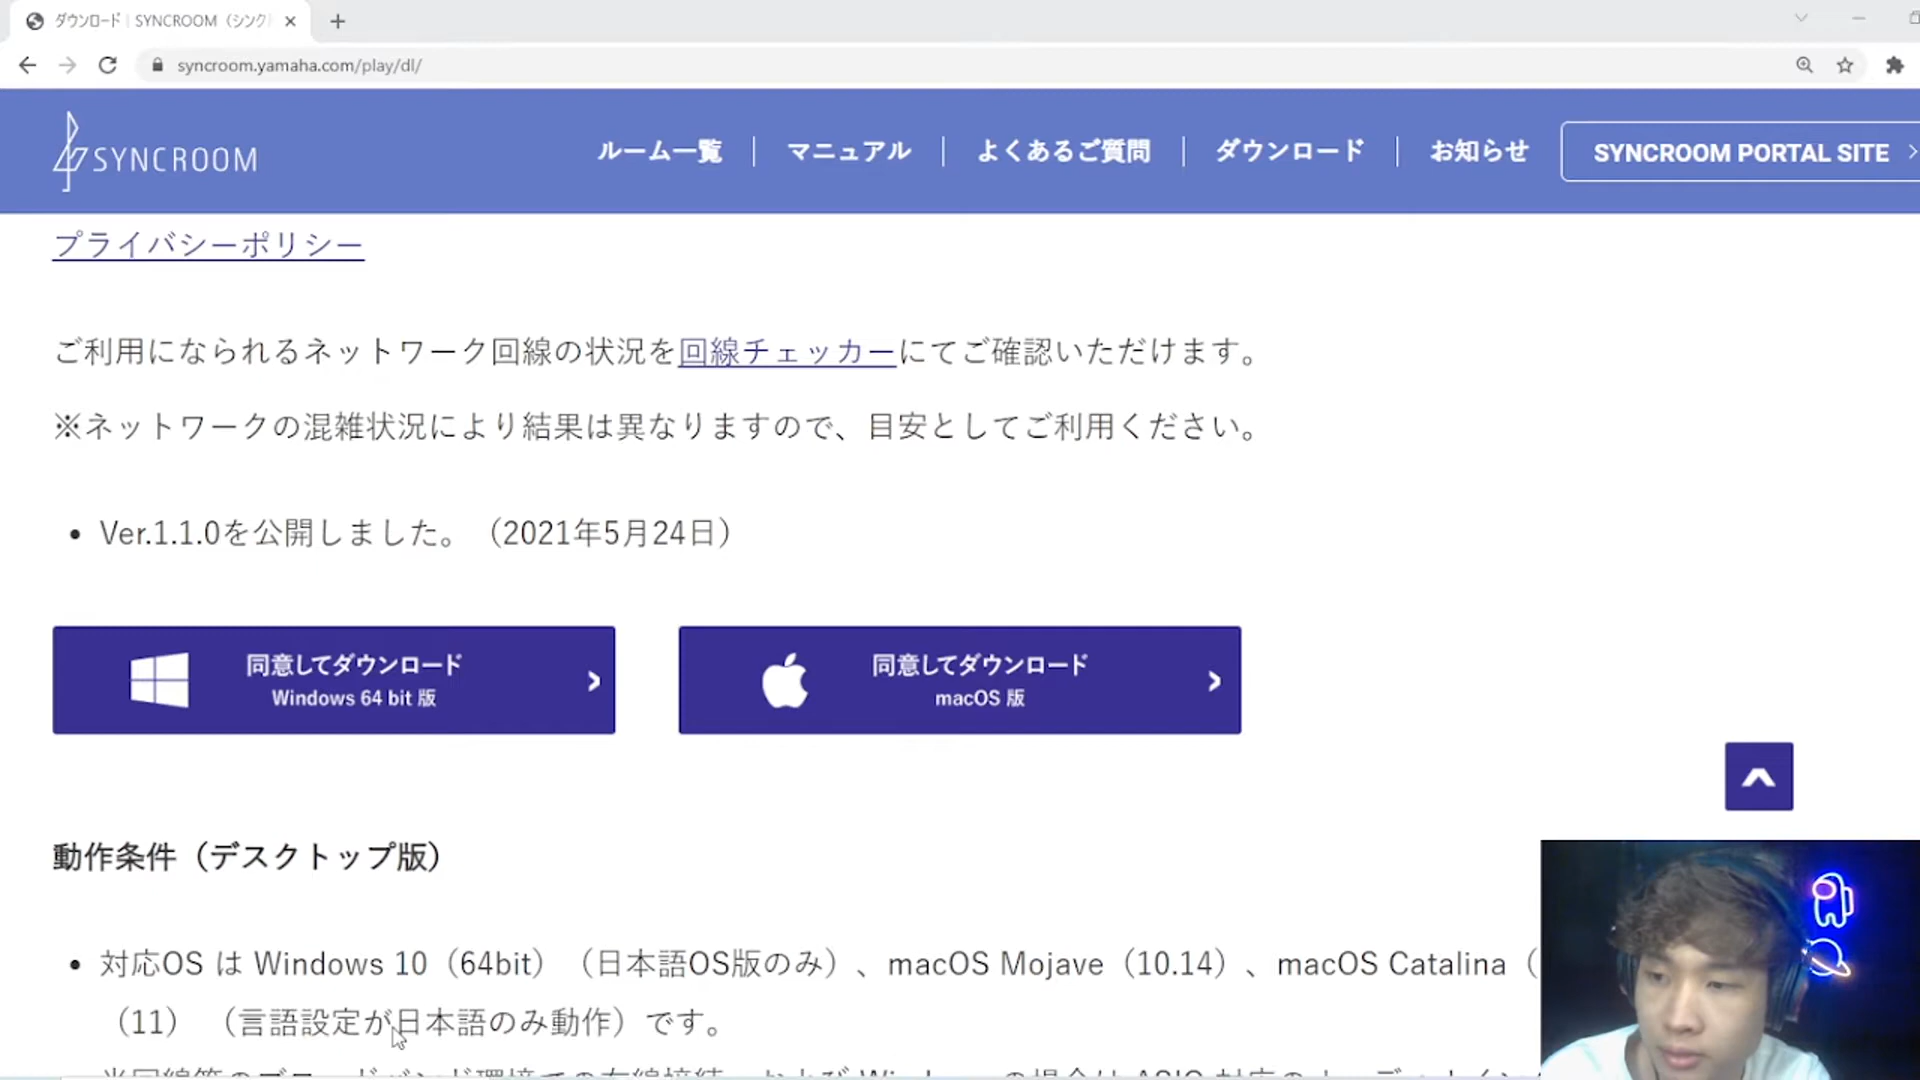 ダウンロード｜SYNCROOM（シンク
syncroom.yamaha.com/play/dl/
SYNCROOM
ルーム一覧 マニュアル よくあるご質問 ダウンロード お知らせ SYNCROOM PORTAL SITE
プライバシーポリシー
ご利用になられるネットワーク回線の状況を回線チェッカーにてご確認いただけます。
※ネットワークの混雑状況により結果は異なりますので、目安としてご利用ください。
• Ver.1.1.0を公開しました。（2021年5月24日）
同意してダウンロード
Windows 64 bit 版
同意してダウンロード
macOS 版
動作条件（デスクトップ版）
• 対応OS は Windows 10（64bit）（日本語OS版のみ）、macOS Mojave（10.14）、macOS Catalina（
（11）（言語設定が日本語のみ動作）です。